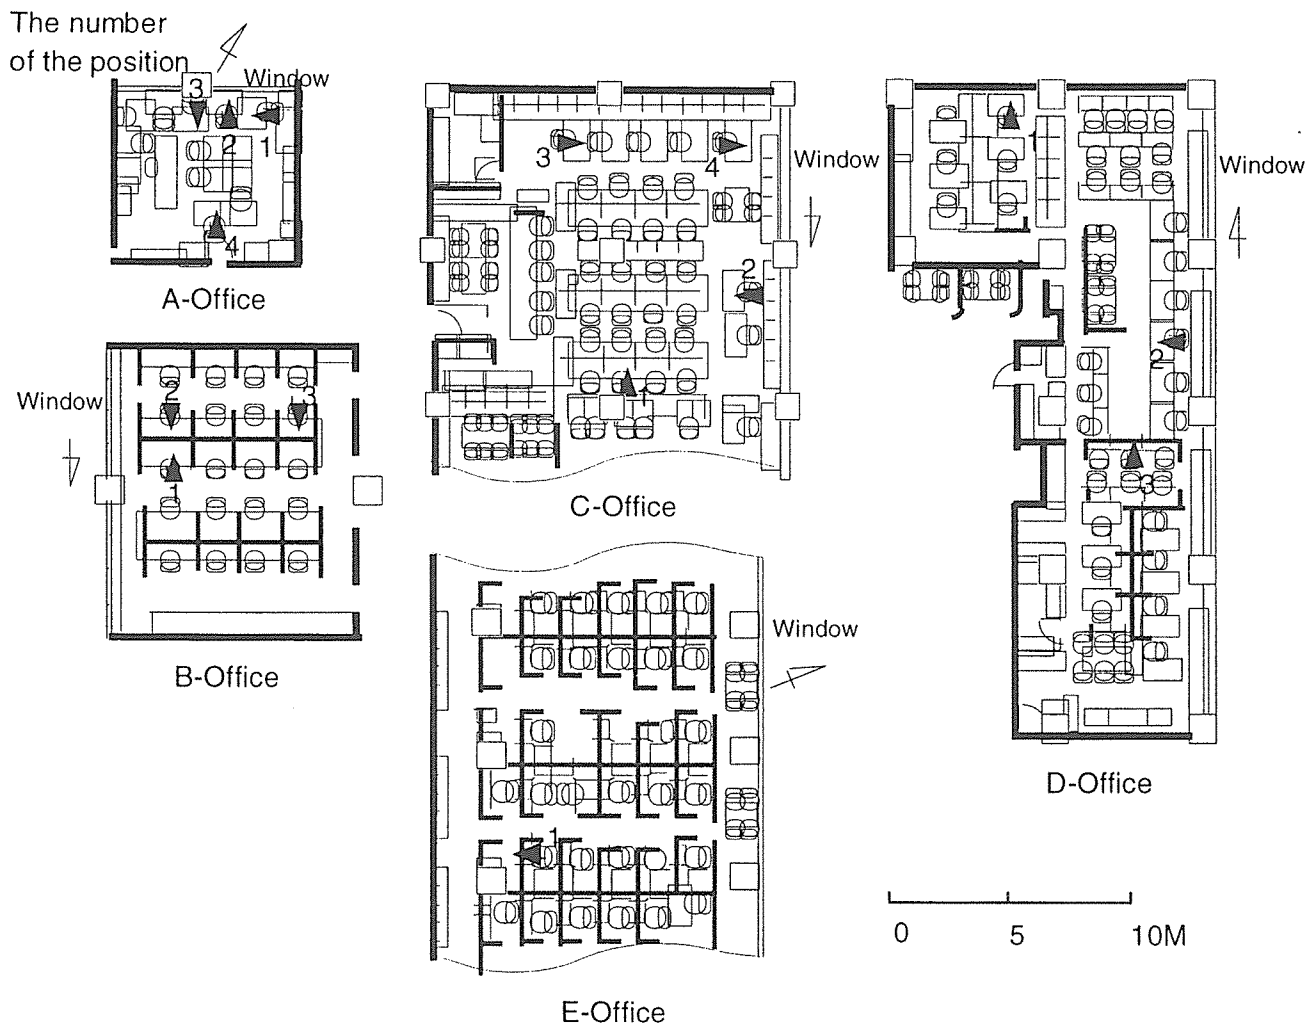 The number
of the position
3
Window
2
1
4
A-Office
Window
2
3
1
B-Office
3
4
Window
2
1
C-Office
1
Window
2
3
D-Office
Window
1
E-Office
0 5 10M